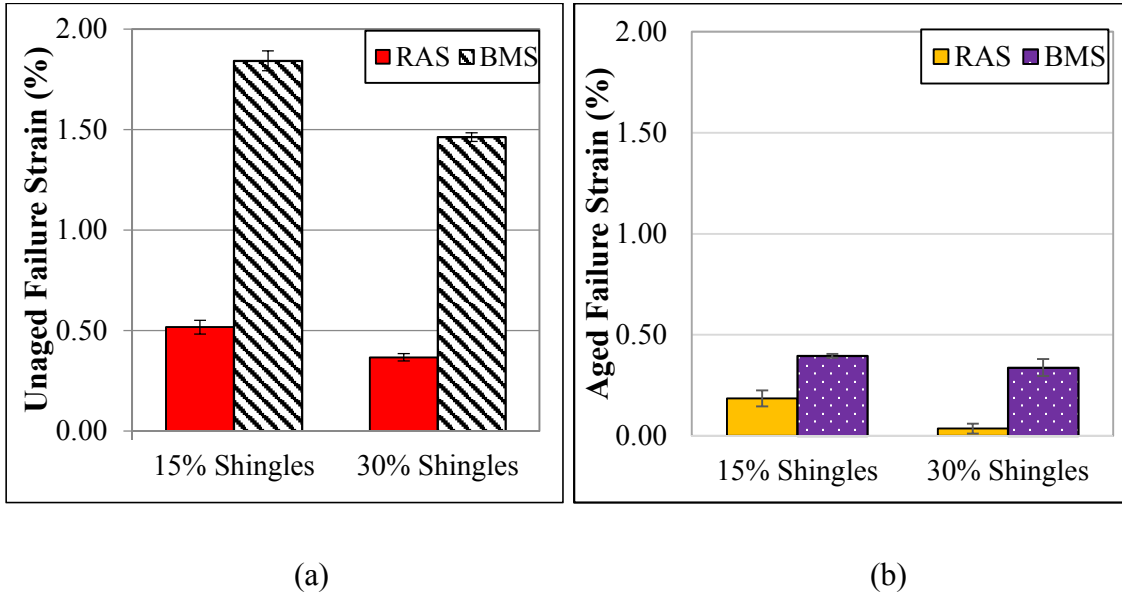 Unaged Failure Strain (%)
2.00
1.50
1.00
0.50
0.00
RAS BMS
15% Shingles 30% Shingles
(a)
Aged Failure Strain (%)
2.00
1.50
1.00
0.50
0.00
RAS BMS
15% Shingles 30% Shingles
(b)